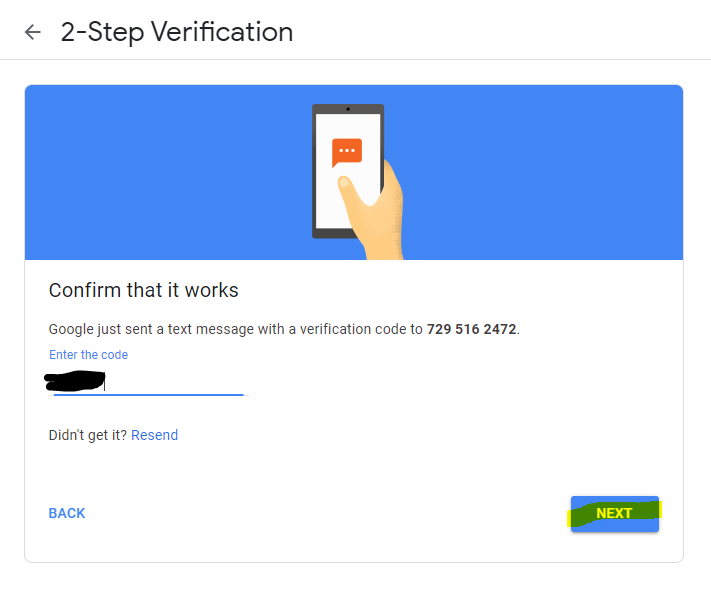 2-Step Verification
Confirm that it works
Google just sent a text message with a verification code to 729 516 2472.
Enter the code
Didn't get it? Resend
BACK
NEXT